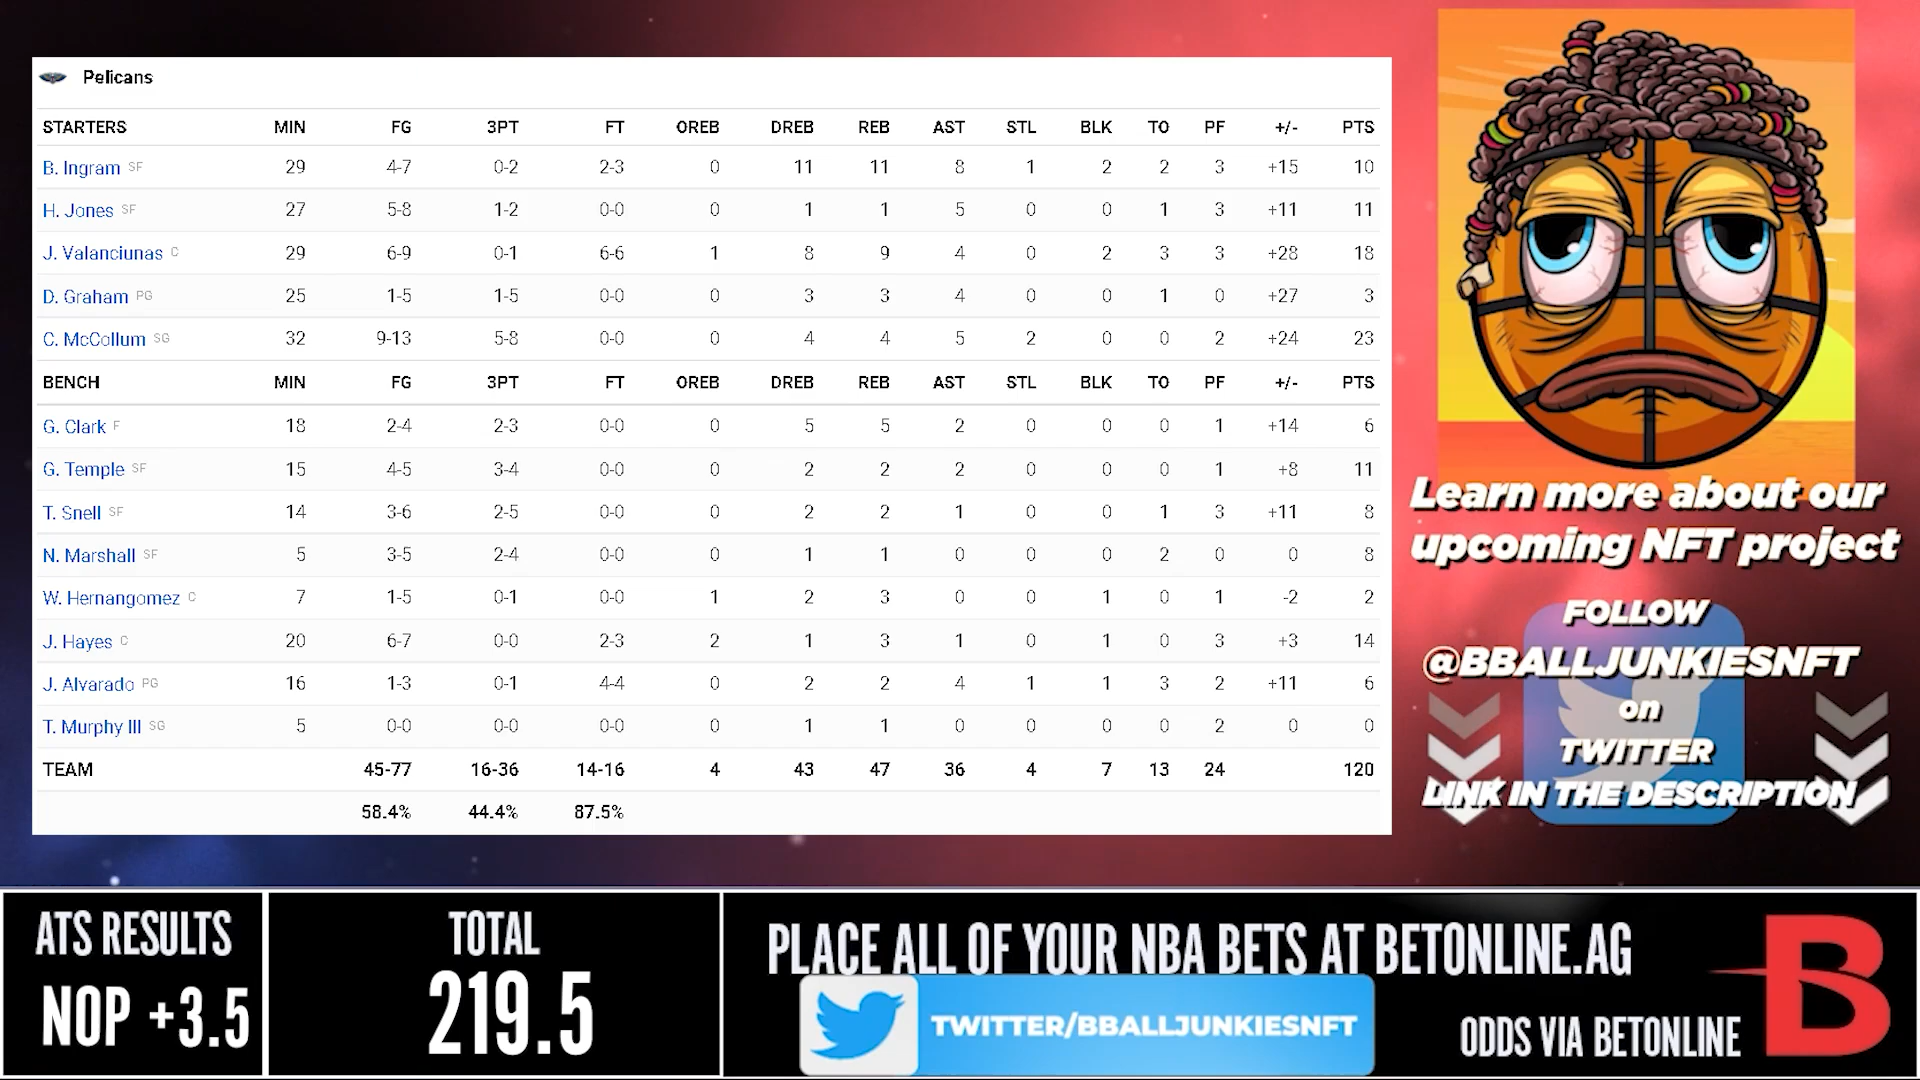 Pelicans
STARTERS MIN FG 3PT FT OREB DREB REB AST STL BLK TO PF +/- PTS
B. Ingram SF 29 4-7 0-2 2-3 0 11 11 8 1 2 2 3 +15 10
H. Jones SF 27 5-8 1-2 0-0 0 1 1 5 0 0 1 3 +11 11
J. Valanciunas C 29 6-9 0-1 6-6 1 8 9 4 0 2 3 3 +28 18
D. Graham PG 25 1-5 1-5 0-0 0 3 3 4 0 0 1 0 +27 3
C. McCollum SG 32 9-13 5-8 0-0 0 4 4 5 2 0 0 2 +24 23
BENCH MIN FG 3PT FT OREB DREB REB AST STL BLK TO PF +/- PTS
G. Clark F 18 2-4 2-3 0-0 0 5 5 2 0 0 0 1 +14 6
G. Temple SF 15 4-5 3-4 0-0 0 2 2 2 0 0 0 1 +8 11
T. Snell SF 14 3-6 2-5 0-0 0 2 2 1 0 0 1 3 +11 8
N. Marshall SF 5 3-5 2-4 0-0 0 1 1 0 0 0 2 0 0 8
W. Hernangomez C 7 1-5 0-1 0-0 1 2 3 0 0 1 0 1 -2 2
J. Hayes C 20 6-7 0-0 2-3 2 1 3 1 0 1 0 3 +3 14
J. Alvarado PG 16 1-3 0-1 4-4 0 2 2 4 1 1 3 2 +11 6
T. Murphy III SG 5 0-0 0-0 0-0 0 1 1 0 0 0 0 2 0 0
TEAM 45-77 16-36 14-16 4 43 47 36 4 7 13 24 120
58.4% 44.4% 87.5%
Learn more about our
upcoming NFT project
FOLLOW
@BBALLJUNKIESNFT
on
TWITTER
LINK IN THE DESCRIPTION
ATS RESULTS
NOP +3.5
TOTAL
219.5
PLACE ALL OF YOUR NBA BETS AT BETONLINE.AG
TWITTER/BBALLJUNKIESNFT
ODDS VIA BETONLINE
B